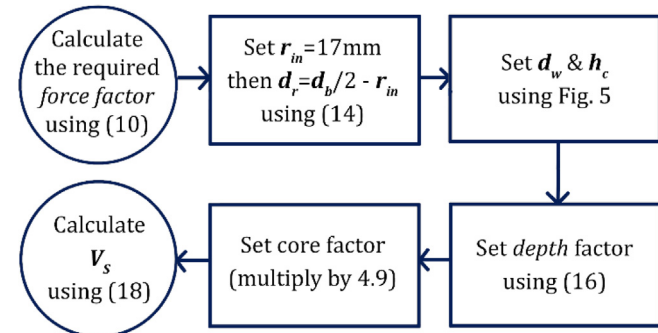 Calculate
the required
force factor
using (10)
Set r_in=17mm
then d_r=d_b/2 - r_in
using (14)
Set d_w & h_c
using Fig. 5
Set depth factor
using (16)
Set core factor
(multiply by 4.9)
Calculate
V_s
using (18)